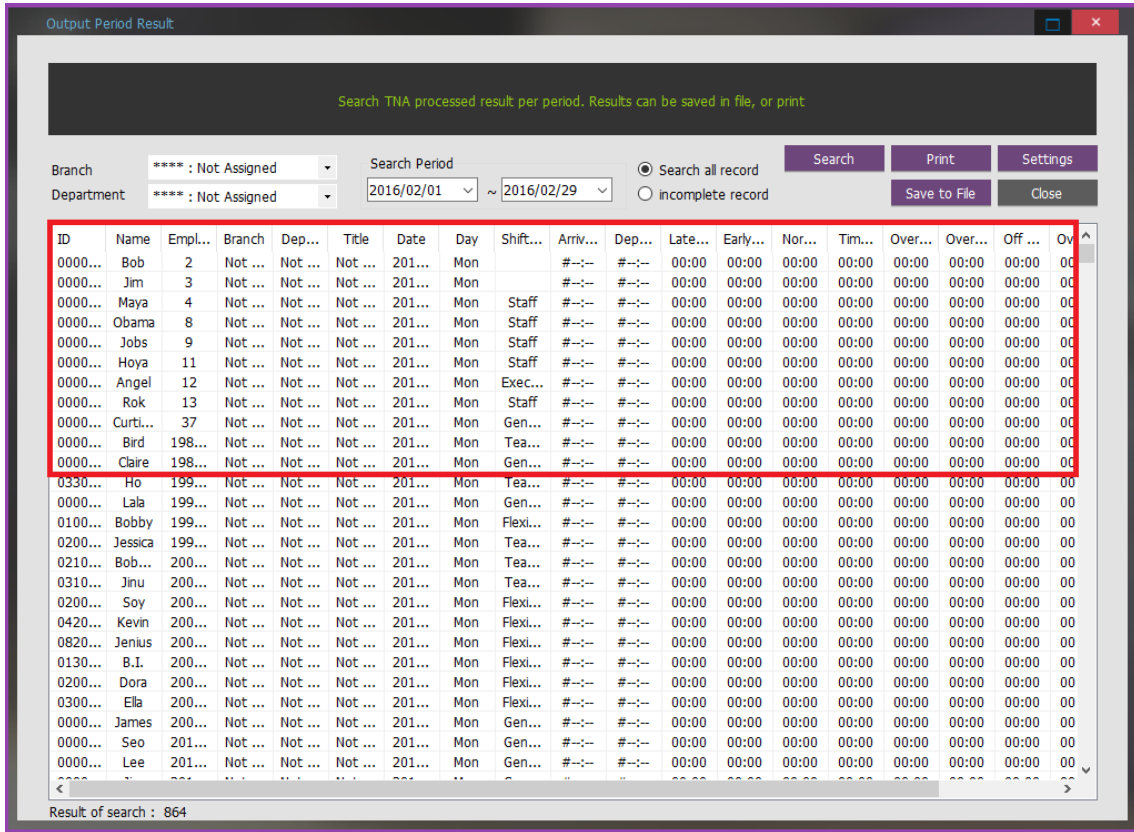 Output Period Result
Search TNA processed result per period. Results can be saved in file, or print
Branch **** : Not Assigned Search Period Search all record Search Print Settings
Department **** : Not Assigned 2016/02/01 ~ 2016/02/29 incomplete record Save to File Close
ID Name Empl... Branch Dep... Title Date Day Shift... Arriv... Dep... Late... Early... Nor... Tim... Over... Over... Off ... Ov
0000... Bob 2 Not ... Not ... Not ... 201... Mon #--:-- #--:-- 00:00 00:00 00:00 00:00 00:00 00:00 00:00 00
0000... Jim 3 Not ... Not ... Not ... 201... Mon #--:-- #--:-- 00:00 00:00 00:00 00:00 00:00 00:00 00:00 00
0000... Maya 4 Not ... Not ... Not ... 201... Mon Staff #--:-- #--:-- 00:00 00:00 00:00 00:00 00:00 00:00 00:00 00
0000... Obama 8 Not ... Not ... Not ... 201... Mon Staff #--:-- #--:-- 00:00 00:00 00:00 00:00 00:00 00:00 00:00 00
0000... Jobs 9 Not ... Not ... Not ... 201... Mon Staff #--:-- #--:-- 00:00 00:00 00:00 00:00 00:00 00:00 00:00 00
0000... Hoya 11 Not ... Not ... Not ... 201... Mon Staff #--:-- #--:-- 00:00 00:00 00:00 00:00 00:00 00:00 00:00 00
0000... Angel 12 Not ... Not ... Not ... 201... Mon Exec... #--:-- #--:-- 00:00 00:00 00:00 00:00 00:00 00:00 00:00 00
0000... Rok 13 Not ... Not ... Not ... 201... Mon Staff #--:-- #--:-- 00:00 00:00 00:00 00:00 00:00 00:00 00:00 00
0000... Curti... 37 Not ... Not ... Not ... 201... Mon Gen... #--:-- #--:-- 00:00 00:00 00:00 00:00 00:00 00:00 00:00 00
0000... Bird 198... Not ... Not ... Not ... 201... Mon Tea... #--:-- #--:-- 00:00 00:00 00:00 00:00 00:00 00:00 00:00 00
0000... Claire 198... Not ... Not ... Not ... 201... Mon Gen... #--:-- #--:-- 00:00 00:00 00:00 00:00 00:00 00:00 00:00 00
0330... Ho 199... Not ... Not ... Not ... 201... Mon Tea... #--:-- #--:-- 00:00 00:00 00:00 00:00 00:00 00:00 00:00 00
0000... Lala 199... Not ... Not ... Not ... 201... Mon Gen... #--:-- #--:-- 00:00 00:00 00:00 00:00 00:00 00:00 00:00 00
0100... Bobby 199... Not ... Not ... Not ... 201... Mon Flexi... #--:-- #--:-- 00:00 00:00 00:00 00:00 00:00 00:00 00:00 00
0200... Jessica 199... Not ... Not ... Not ... 201... Mon Tea... #--:-- #--:-- 00:00 00:00 00:00 00:00 00:00 00:00 00:00 00
0210... Bob... 200... Not ... Not ... Not ... 201... Mon Tea... #--:-- #--:-- 00:00 00:00 00:00 00:00 00:00 00:00 00:00 00
0310... Jinu 200... Not ... Not ... Not ... 201... Mon Tea... #--:-- #--:-- 00:00 00:00 00:00 00:00 00:00 00:00 00:00 00
0200... Soy 200... Not ... Not ... Not ... 201... Mon Flexi... #--:-- #--:-- 00:00 00:00 00:00 00:00 00:00 00:00 00:00 00
0420... Kevin 200... Not ... Not ... Not ... 201... Mon Flexi... #--:-- #--:-- 00:00 00:00 00:00 00:00 00:00 00:00 00:00 00
0820... Jenius 200... Not ... Not ... Not ... 201... Mon Flexi... #--:-- #--:-- 00:00 00:00 00:00 00:00 00:00 00:00 00:00 00
0130... B.I. 200... Not ... Not ... Not ... 201... Mon Flexi... #--:-- #--:-- 00:00 00:00 00:00 00:00 00:00 00:00 00:00 00
0200... Dora 200... Not ... Not ... Not ... 201... Mon Flexi... #--:-- #--:-- 00:00 00:00 00:00 00:00 00:00 00:00 00:00 00
0300... Ella 200... Not ... Not ... Not ... 201... Mon Flexi... #--:-- #--:-- 00:00 00:00 00:00 00:00 00:00 00:00 00:00 00
0000... James 200... Not ... Not ... Not ... 201... Mon Gen... #--:-- #--:-- 00:00 00:00 00:00 00:00 00:00 00:00 00:00 00
0000... Seo 201... Not ... Not ... Not ... 201... Mon Gen... #--:-- #--:-- 00:00 00:00 00:00 00:00 00:00 00:00 00:00 00
0000... Lee 201... Not ... Not ... Not ... 201... Mon Gen... #--:-- #--:-- 00:00 00:00 00:00 00:00 00:00 00:00 00:00 00
Result of search : 864